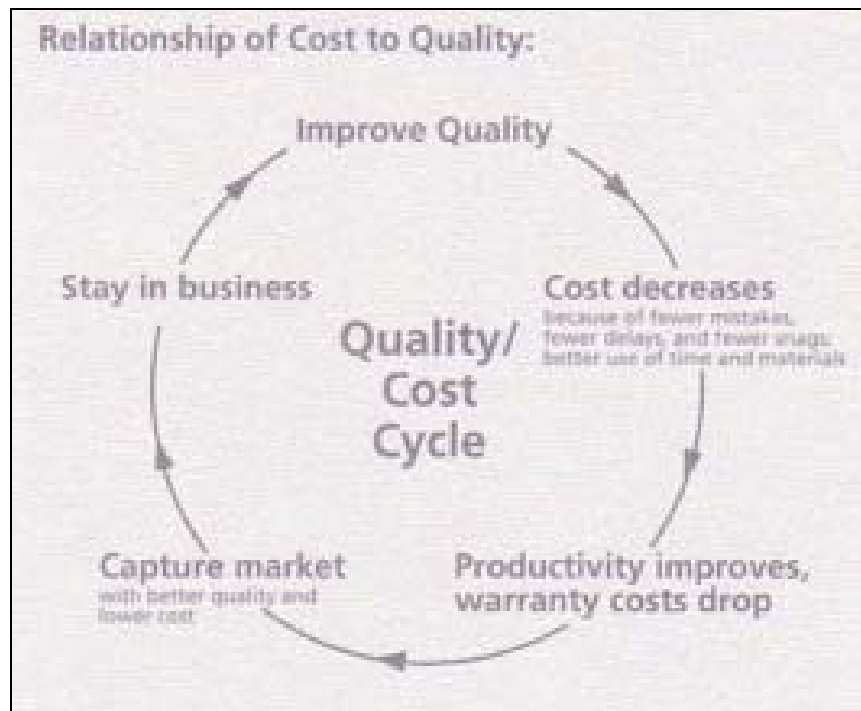 Relationship of Cost to Quality:
Improve Quality
Cost decreases
because of fewer mistakes,
fewer delays, and fewer snags,
better use of time and materials
Productivity improves,
warranty costs drop
Capture market
with better quality and
lower cost
Stay in business
Quality/
Cost
Cycle